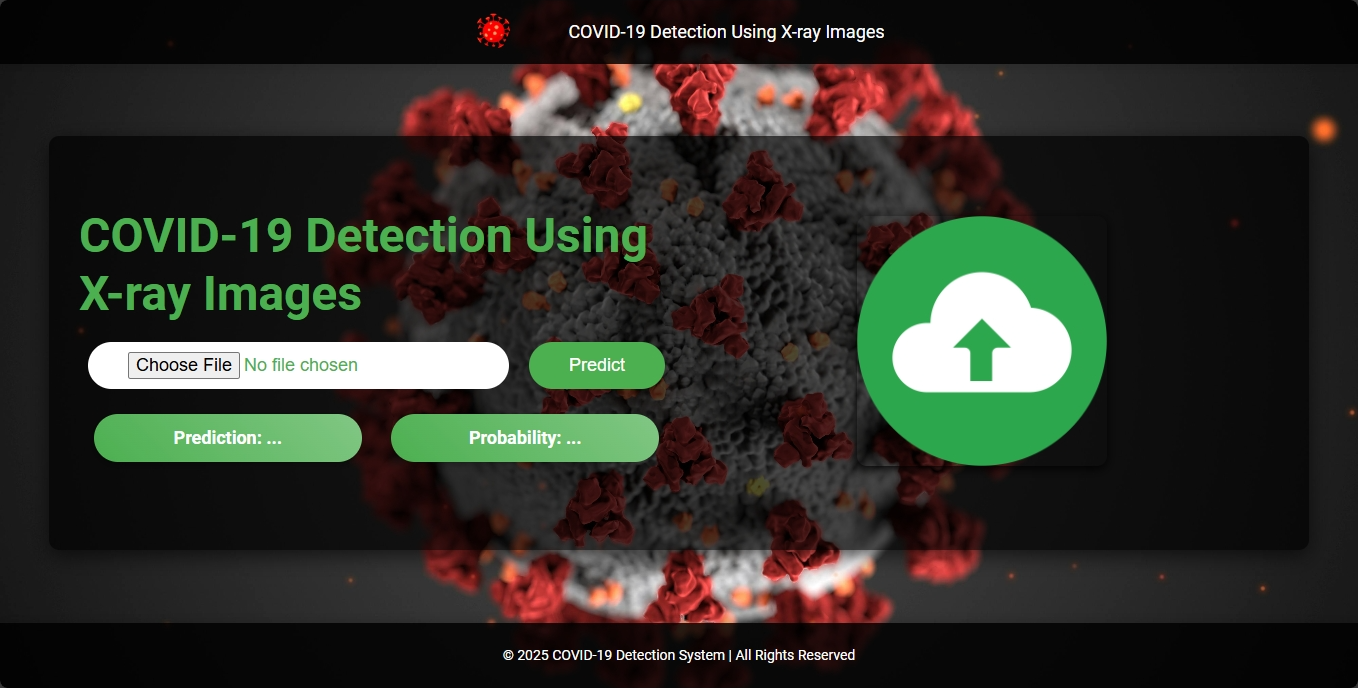 COVID-19 Detection Using X-ray Images
COVID-19 Detection Using
X-ray Images
Choose File No file chosen
Predict
Prediction: ...
Probability: ...
© 2025 COVID-19 Detection System | All Rights Reserved